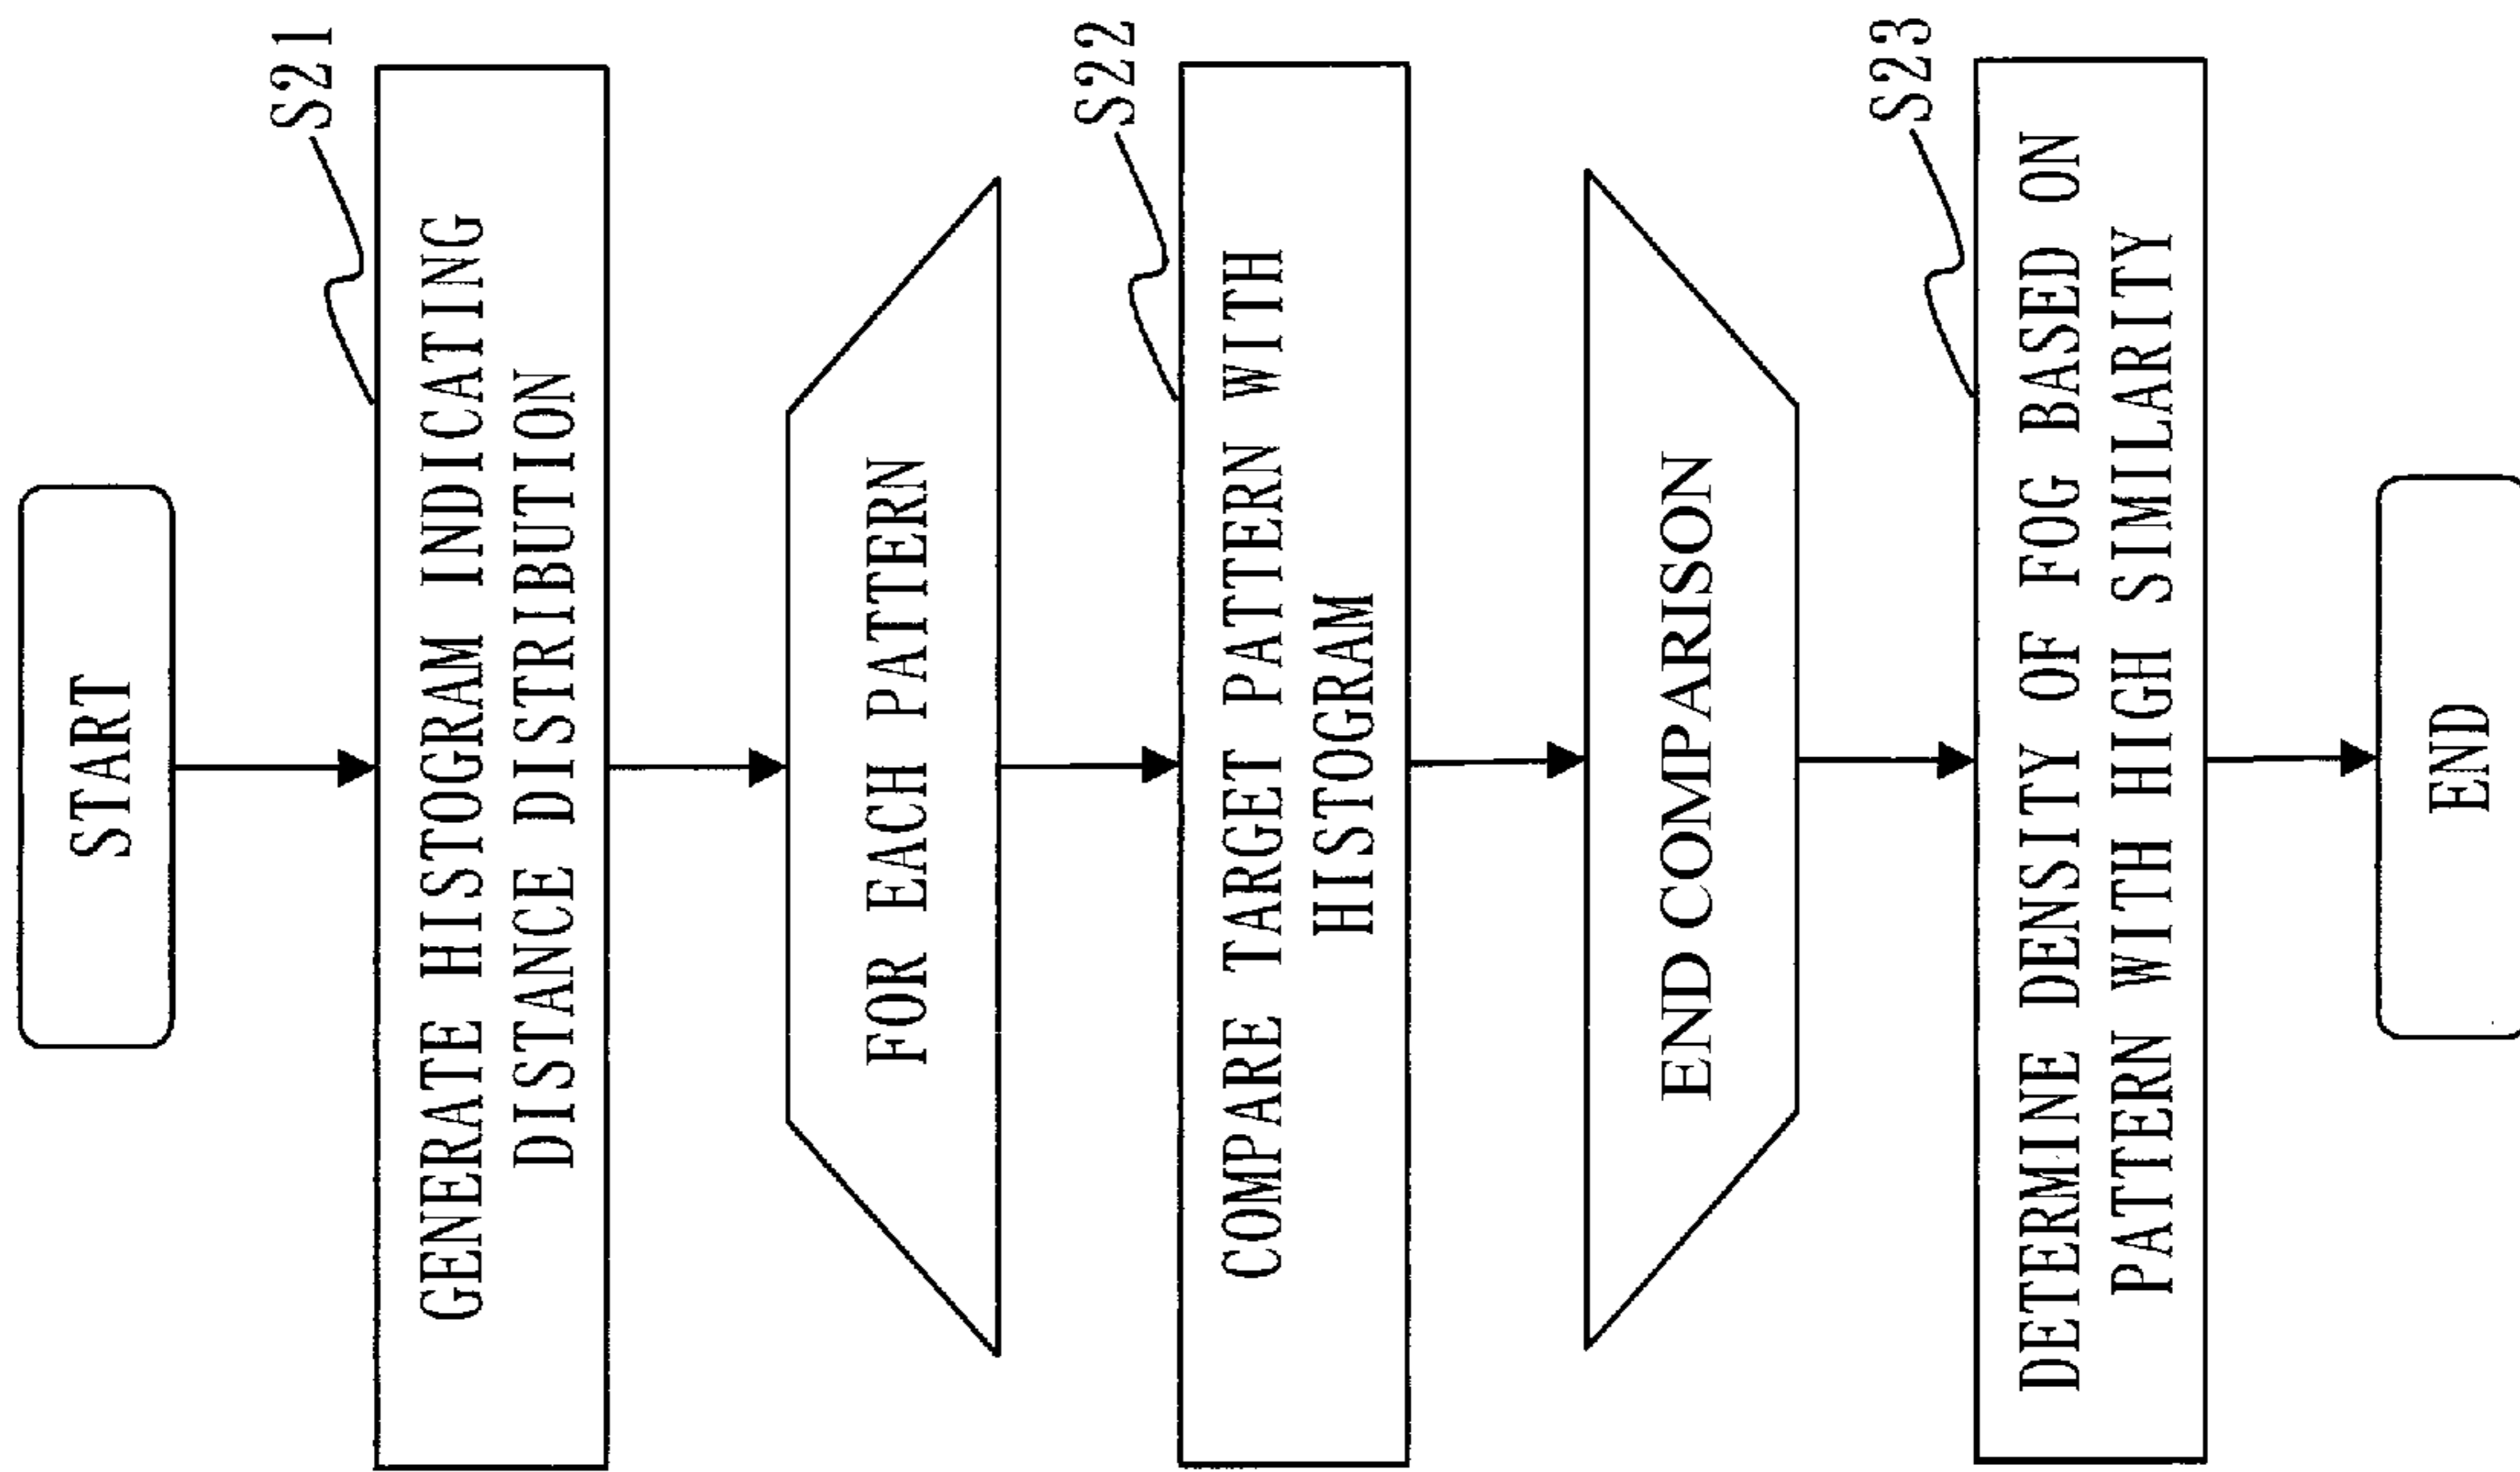 START
S21
GENERATE HISTOGRAM INDICATING
DISTANCE DISTRIBUTION
FOR EACH PATTERN
S22
COMPARE TARGET PATTERN WITH
HISTOGRAM
END COMPARISON
S23
DETERMINE DENSITY OF FOG BASED ON
PATTERN WITH HIGH SIMILARITY
END